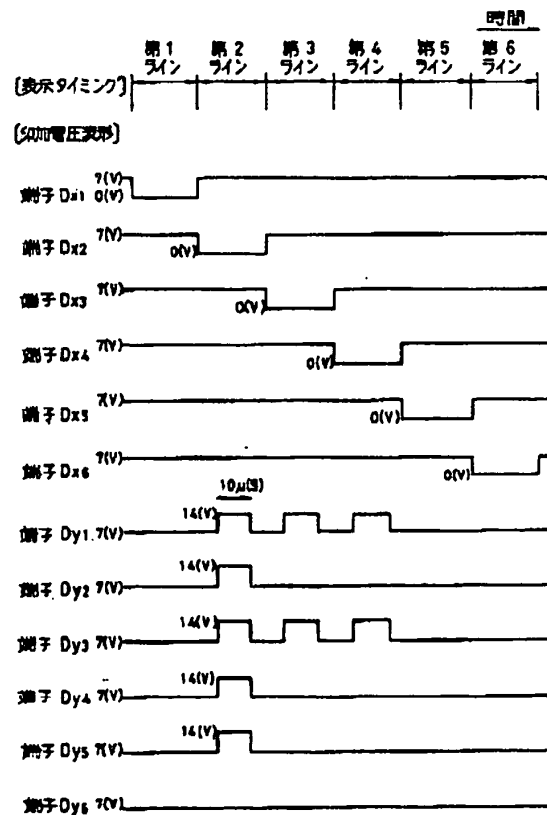 時間
第1 第2 第3 第4 第5 第6
ライン ライン ライン ライン ライン ライン
[表示タイミング]
[印加電圧波形]
7(V)
端子 Dx1 0(V)
端子 Dx2 7(V)
0(V)
端子 Dx3 7(V)
0(V)
端子 Dx4 7(V)
0(V)
端子 Dx5 7(V)
0(V)
端子 Dx6 7(V)
0(V)
10μ(S)
14(V)
端子 Dy1 7(V)
14(V)
端子 Dy2 7(V)
14(V)
端子 Dy3 7(V)
14(V)
端子 Dy4 7(V)
14(V)
端子 Dy5 7(V)
端子 Dy6 7(V)